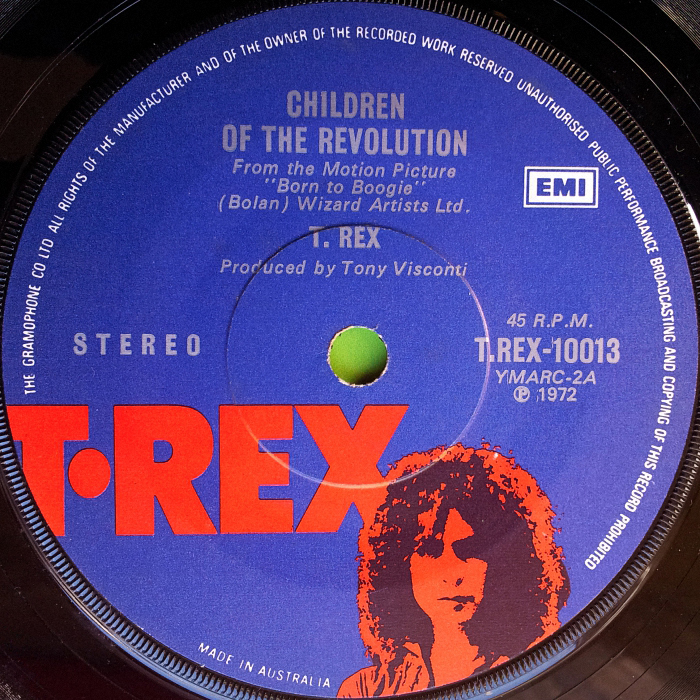 THE GRAMOPHONE CO LTD ALL RIGHTS OF THE MANUFACTURER AND OF THE OWNER OF THE RECORDED WORK RESERVED UNAUTHORISED PUBLIC PERFORMANCE BROADCASTING AND COPYING OF THIS RECORD PROHIBITED
CHILDREN
OF THE REVOLUTION
From the Motion Picture
"Born to Boogie"
(Bolan) Wizard Artists Ltd.
EMI
T. REX
Produced by Tony Visconti
STEREO
45 R.P.M.
T.REX-10013
YMARC-2A
Ⓟ 1972
T·REX
MADE IN AUSTRALIA